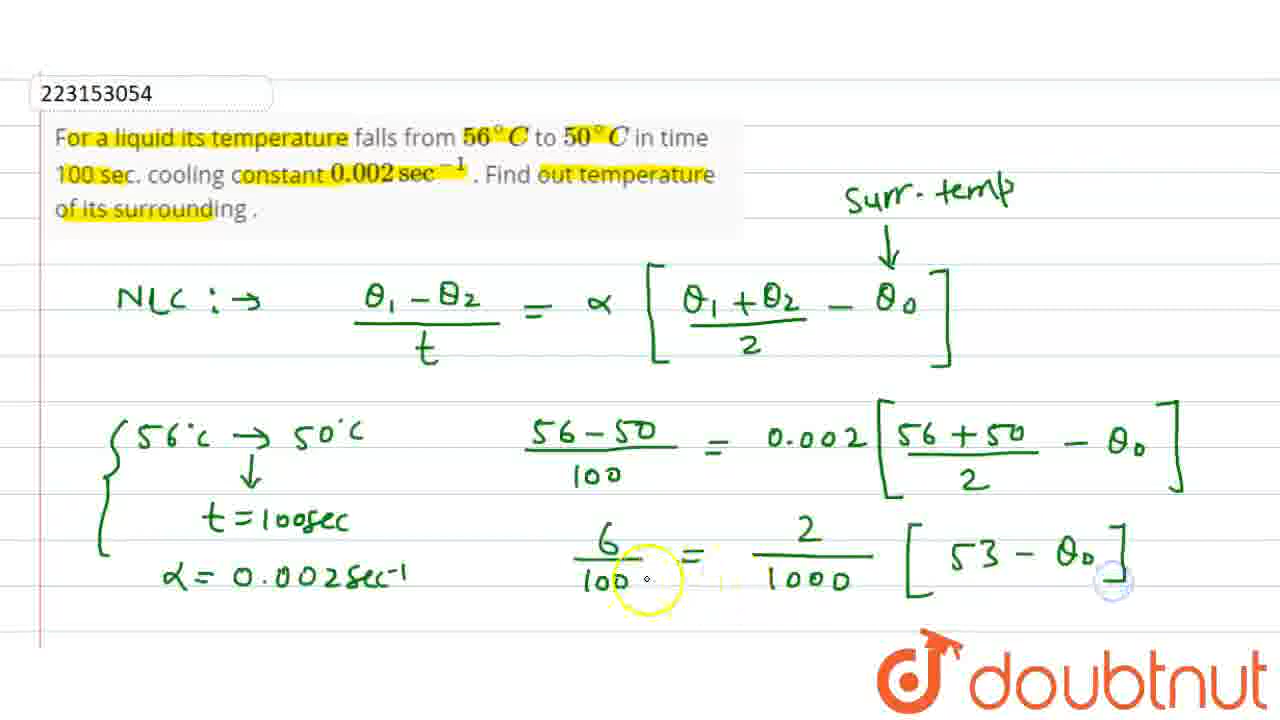 223153054
For a liquid its temperature falls from 56°C to 50°C in time
100 sec. cooling constant 0.002 sec⁻¹ . Find out temperature
of its surrounding .
Surr. temp
↓
NLC :→ (θ₁ − θ₂)/t = α [ (θ₁ + θ₂)/2 − θ₀ ]
56°c → 50°c
↓
t = 100sec
α = 0.002 sec⁻¹
(56 − 50)/100 = 0.002 [ (56 + 50)/2 − θ₀ ]
6/100 = 2/1000 [ 53 − θ₀ ]
doubtnut